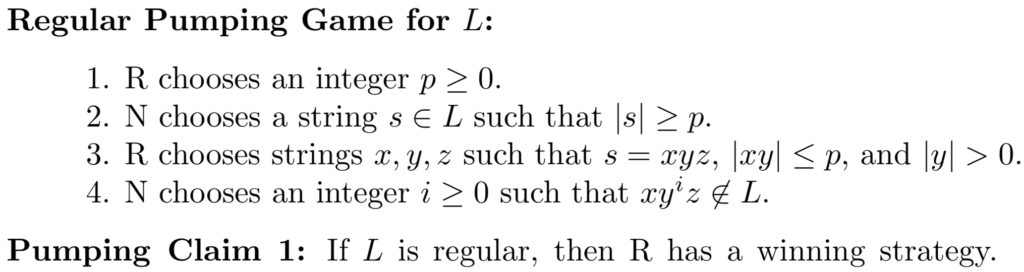 Regular Pumping Game for L:
1. R chooses an integer p ≥ 0.
2. N chooses a string s ∈ L such that |s| ≥ p.
3. R chooses strings x, y, z such that s = xyz, |xy| ≤ p, and |y| > 0.
4. N chooses an integer i ≥ 0 such that xyⁱz ∉ L.
Pumping Claim 1: If L is regular, then R has a winning strategy.